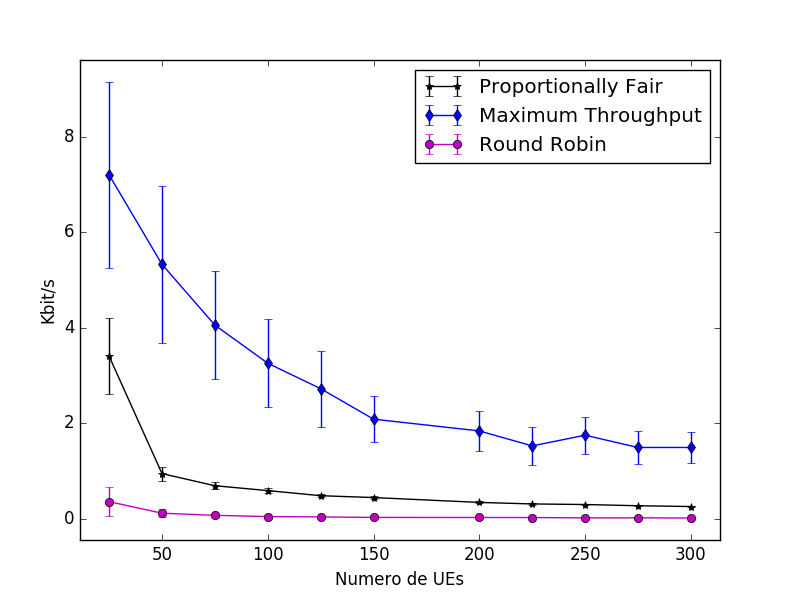 Proportionally Fair
Maximum Throughput
Round Robin
8
6
4
2
0
Kbit/s
50 100 150 200 250 300
Numero de UEs